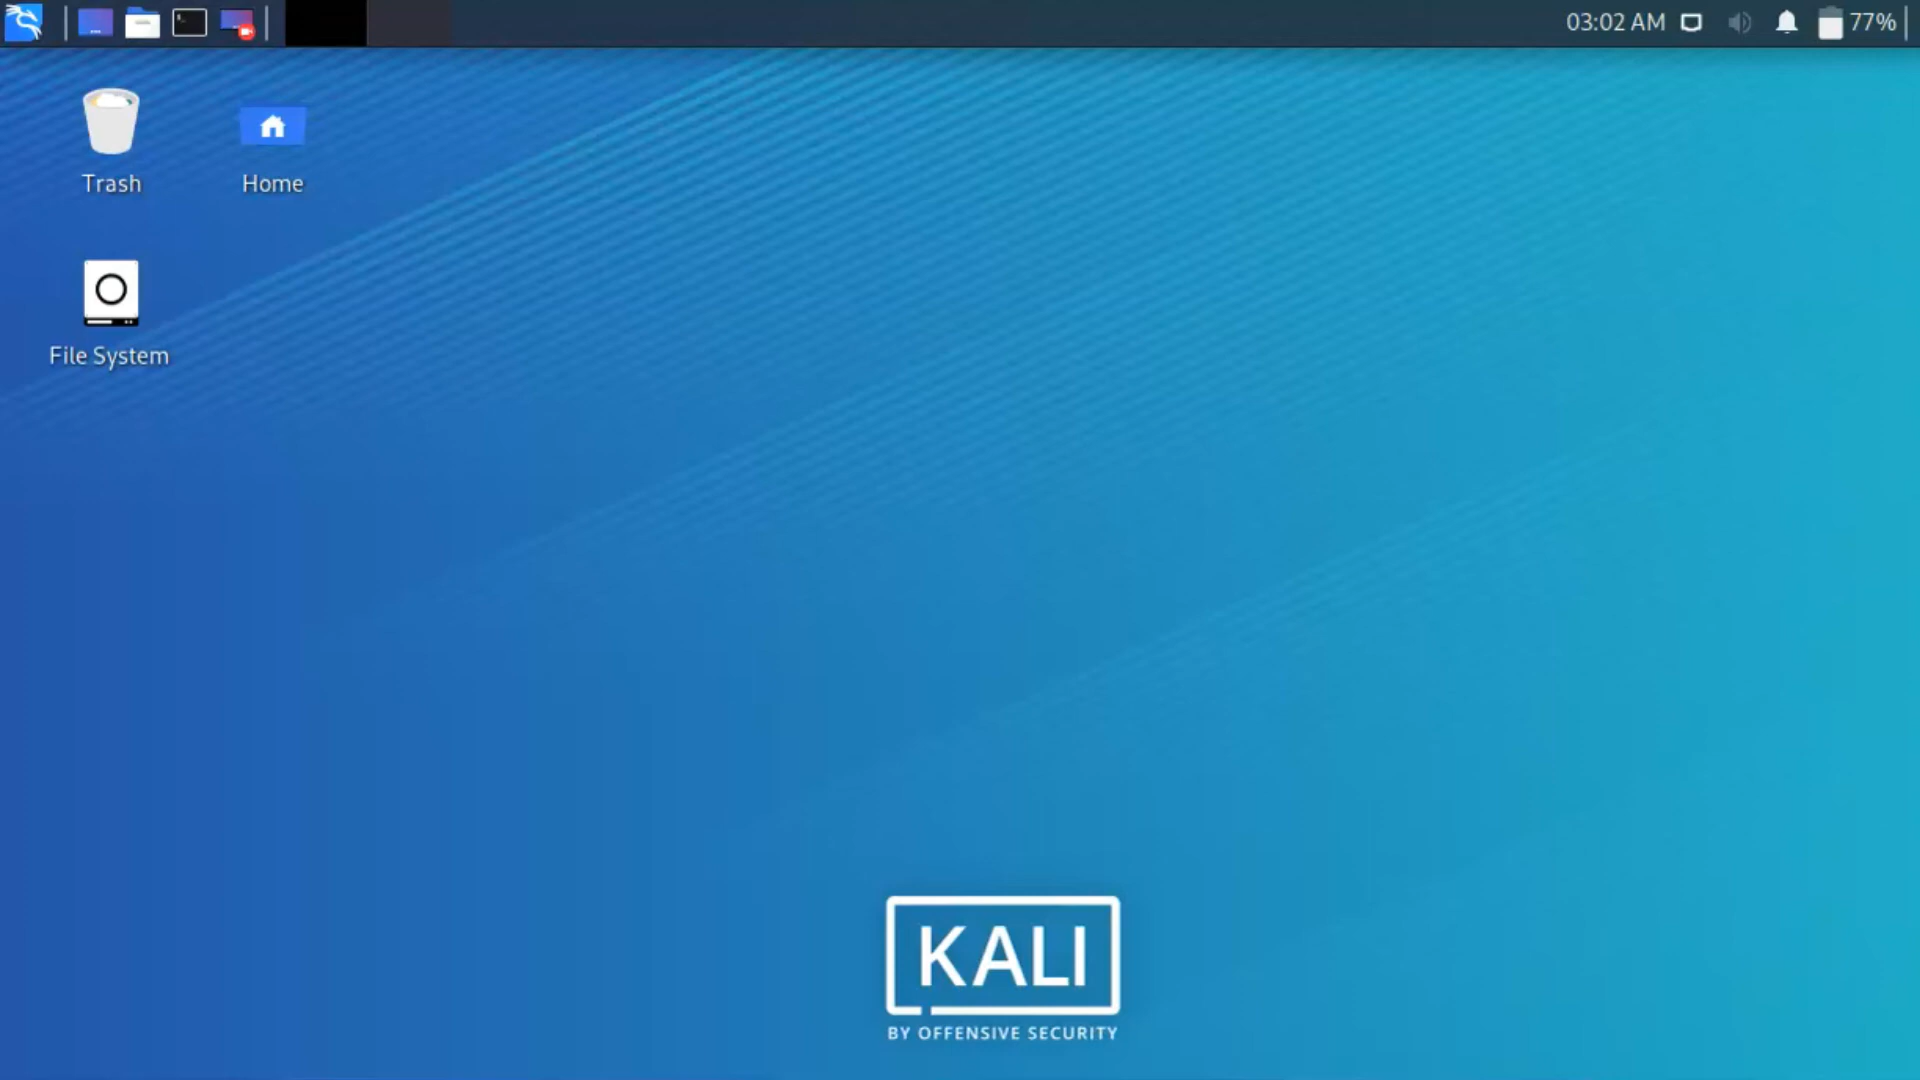 03:02 AM
77%
Trash
Home
File System
KALI
BY OFFENSIVE SECURITY